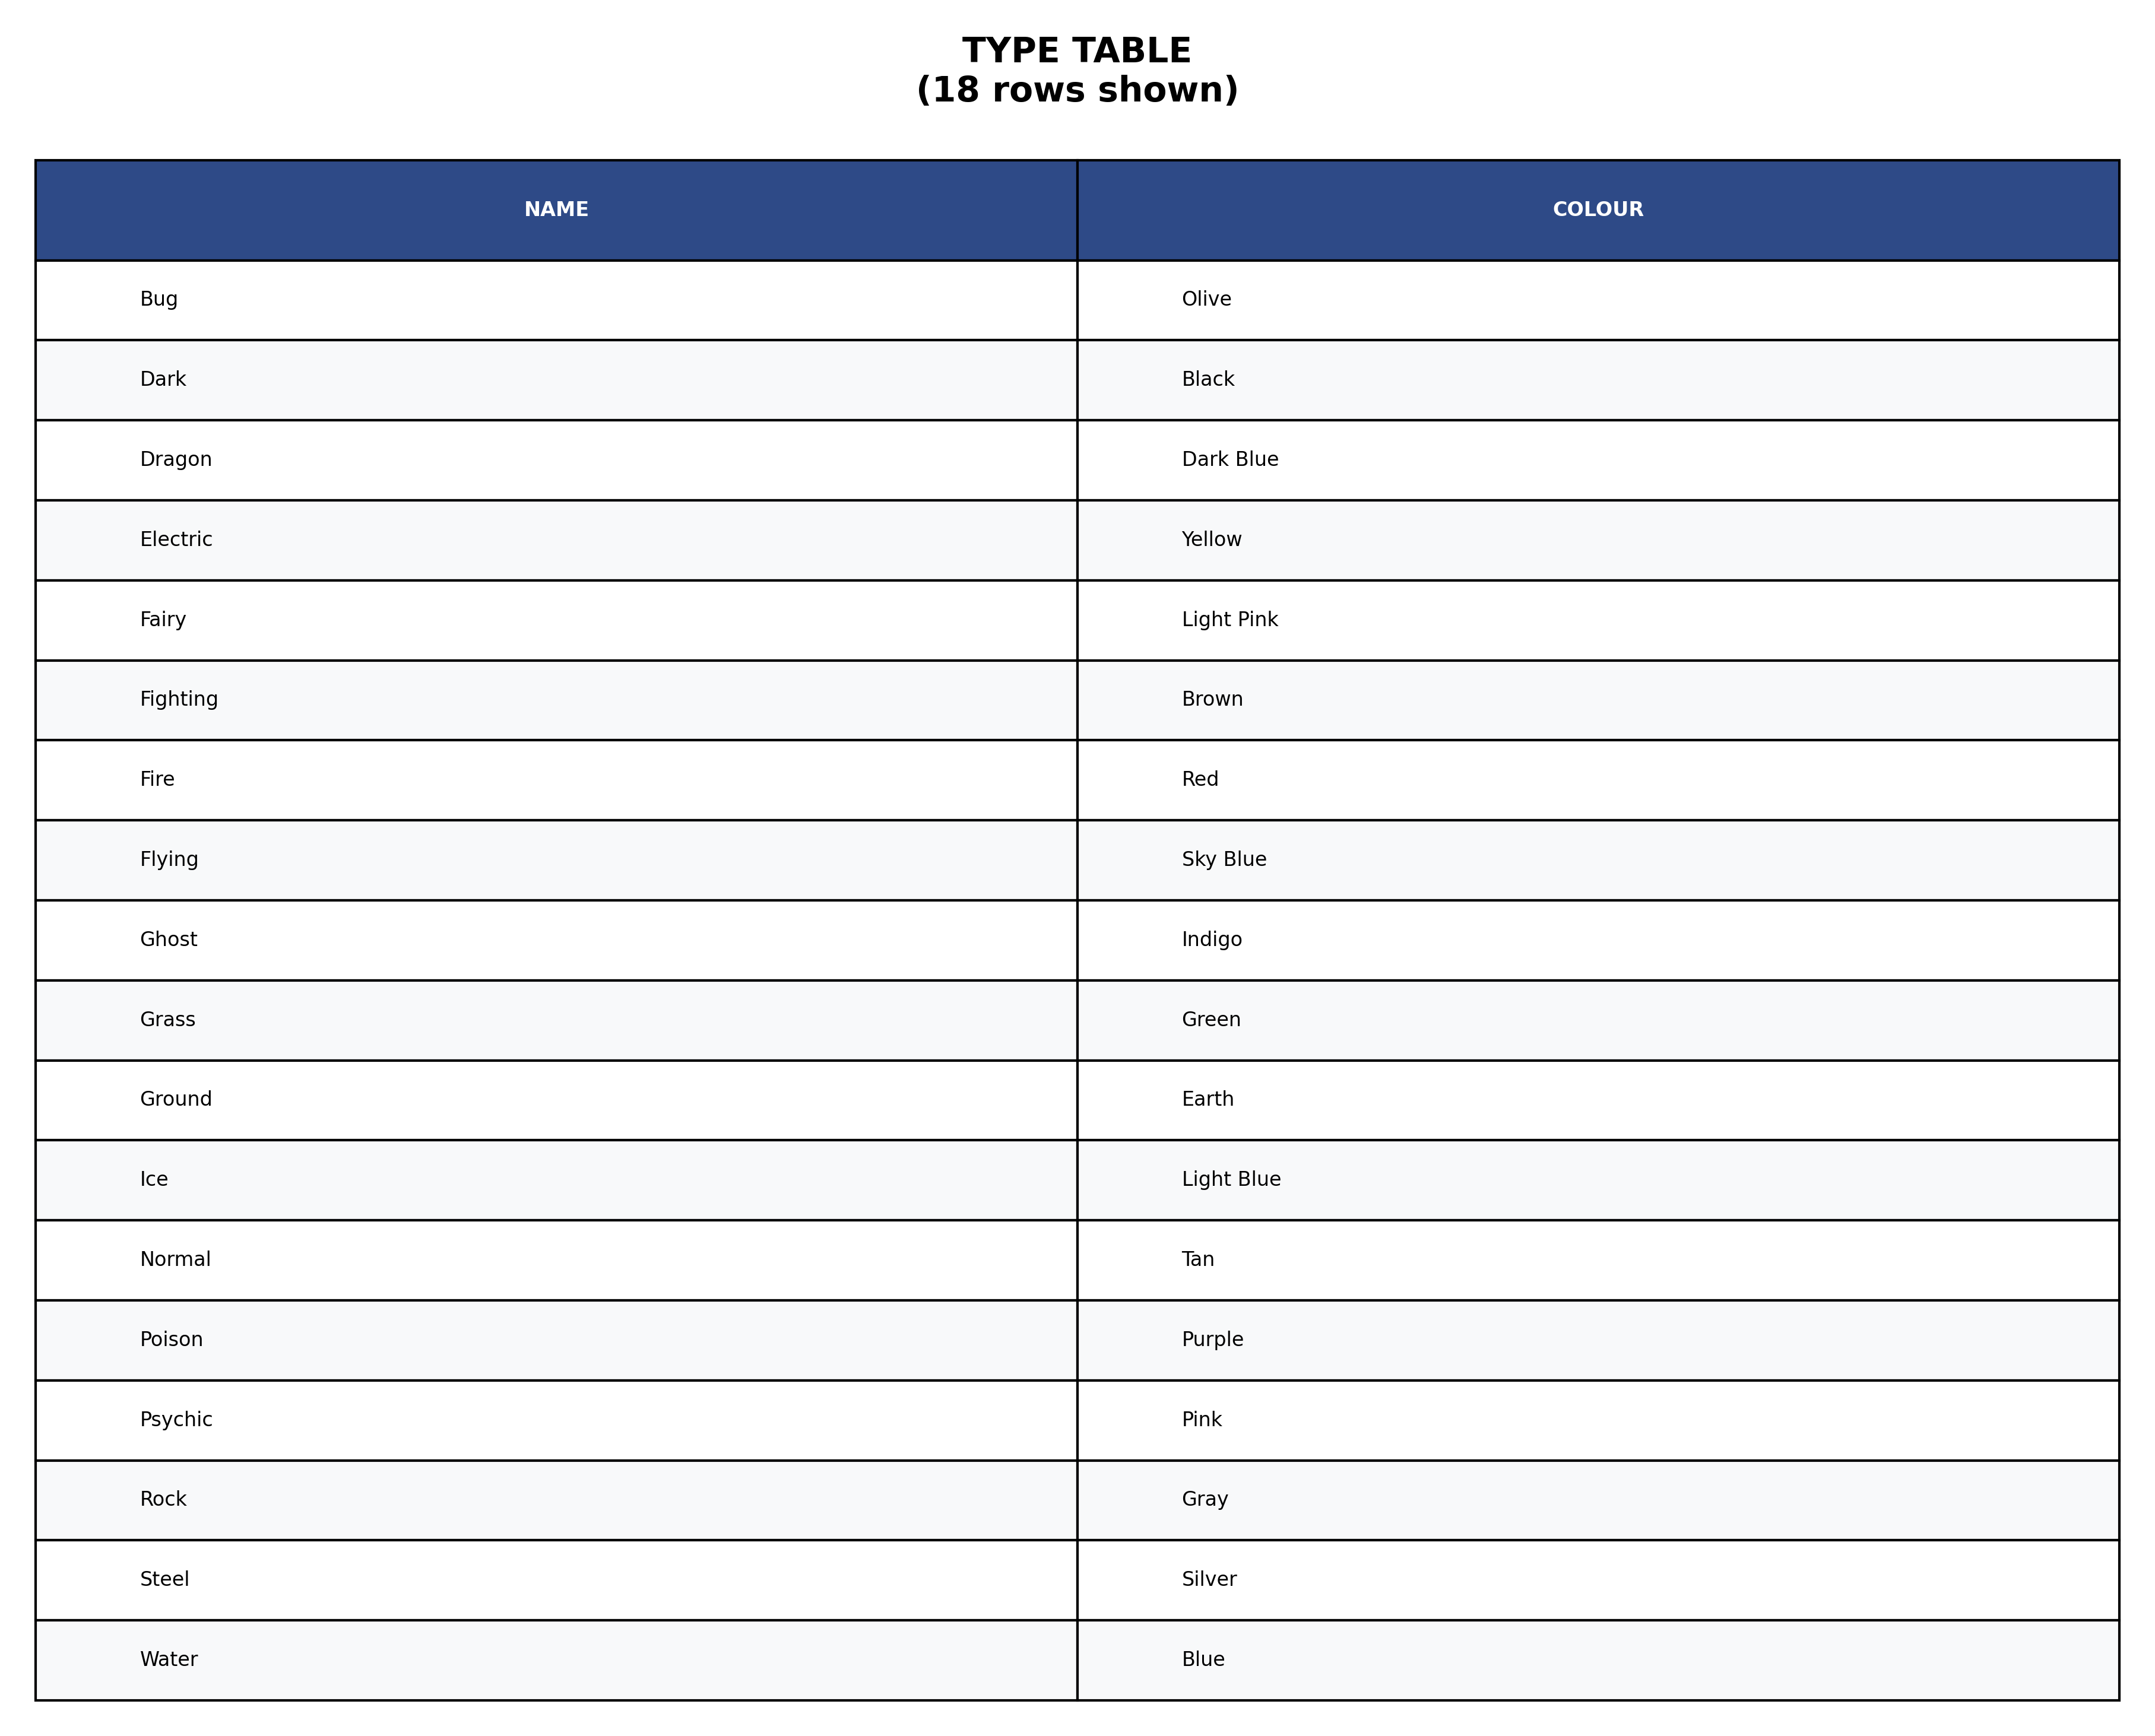 TYPE TABLE
(18 rows shown)
NAME COLOUR
Bug Olive
Dark Black
Dragon Dark Blue
Electric Yellow
Fairy Light Pink
Fighting Brown
Fire Red
Flying Sky Blue
Ghost Indigo
Grass Green
Ground Earth
Ice Light Blue
Normal Tan
Poison Purple
Psychic Pink
Rock Gray
Steel Silver
Water Blue